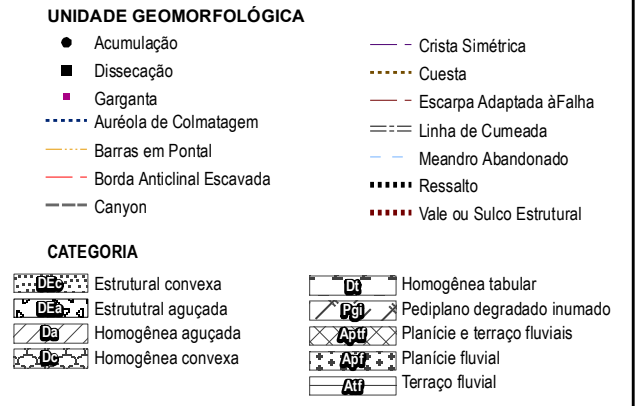 UNIDADE GEOMORFOLÓGICA
Acumulação
Dissecação
Garganta
Auréola de Colmatagem
Barras em Pontal
Borda Anticlinal Escavada
Canyon
Crista Simétrica
Cuesta
Escarpa Adaptada àFalha
Linha de Cumeada
Meandro Abandonado
Ressalto
Vale ou Sulco Estrutural
CATEGORIA
DEc Estrutural convexa
DEa Estrututral aguçada
Da Homogênea aguçada
Dc Homogênea convexa
Dt Homogênea tabular
Pgi Pediplano degradado inumado
Aptf Planície e terraço fluviais
Apf Planície fluvial
Atf Terraço fluvial